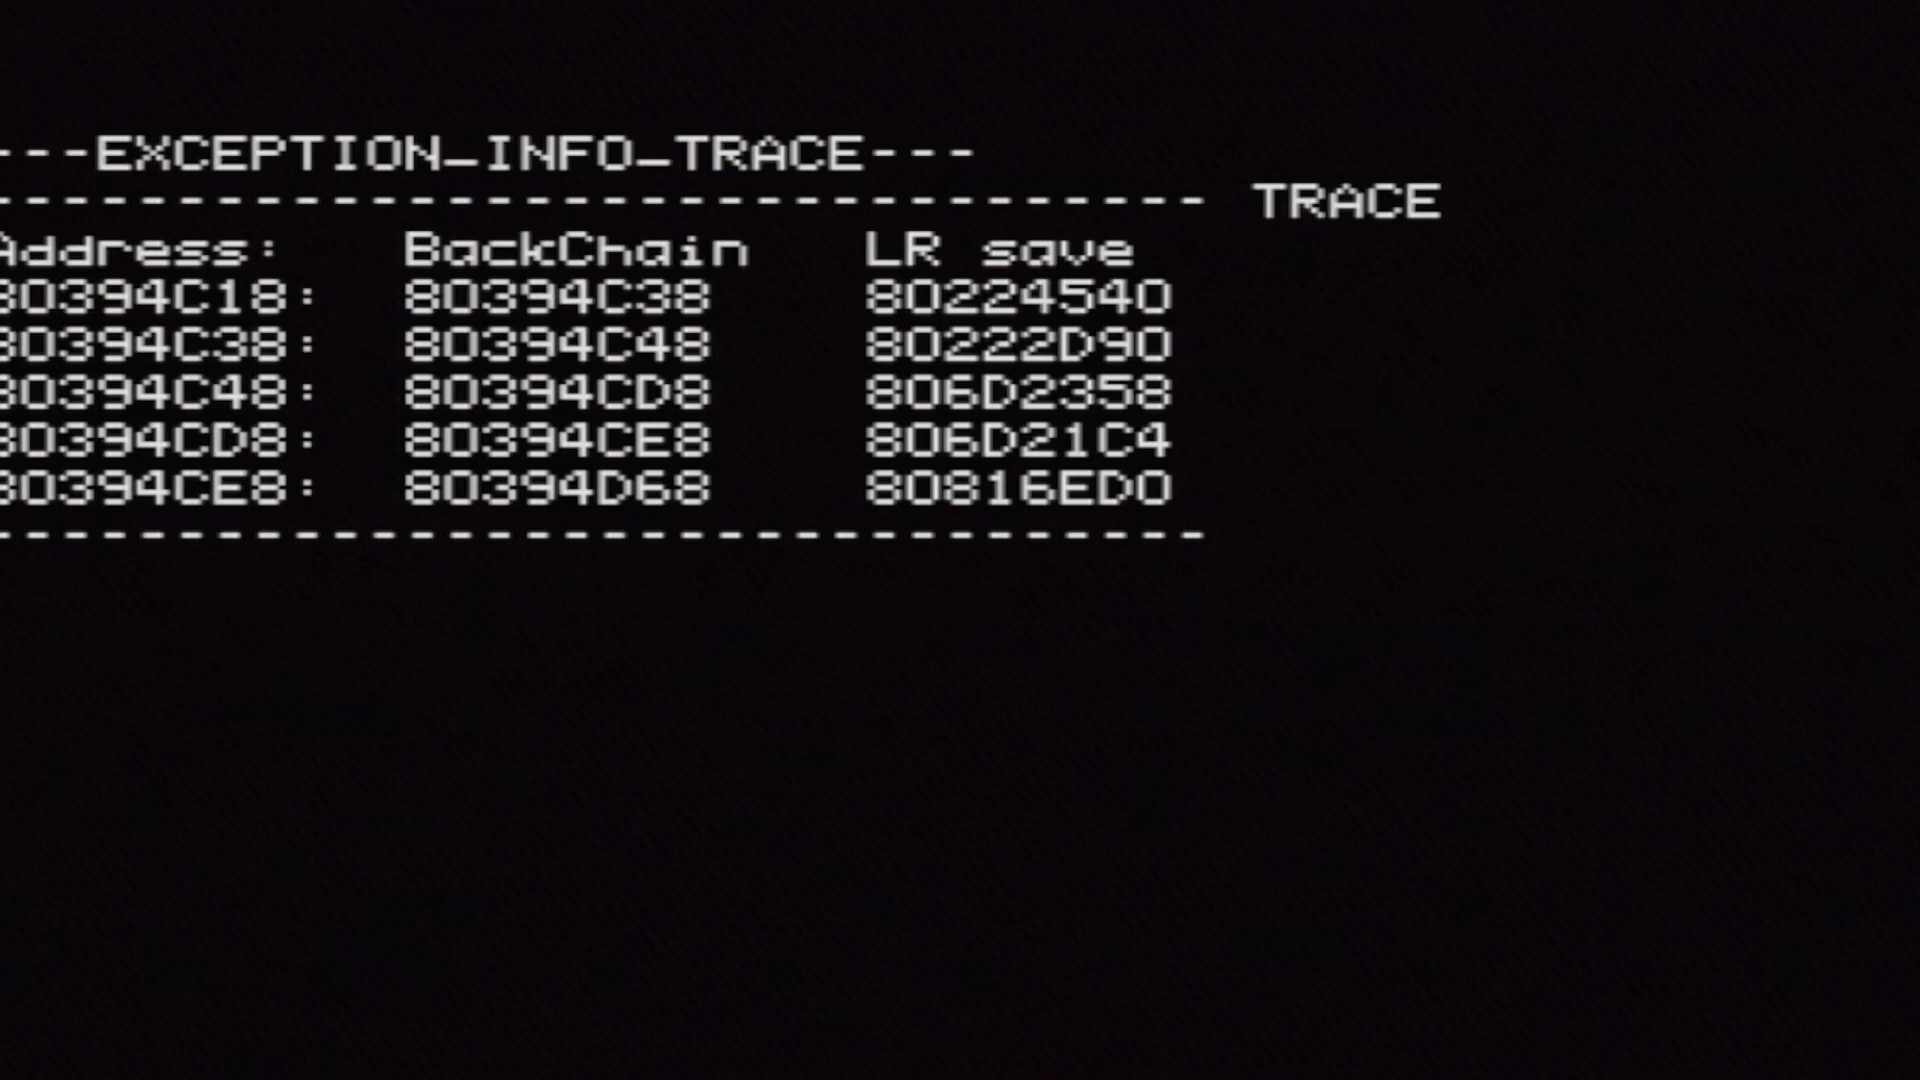 ---EXCEPTION_INFO_TRACE---
-------------------------------- TRACE
Address:   BackChain   LR save
80394C18:   80394C38   80224540
80394C38:   80394C48   80222D90
80394C48:   80394CD8   806D2358
80394CD8:   80394CE8   806D21C4
80394CE8:   80394D68   80816ED0
--------------------------------